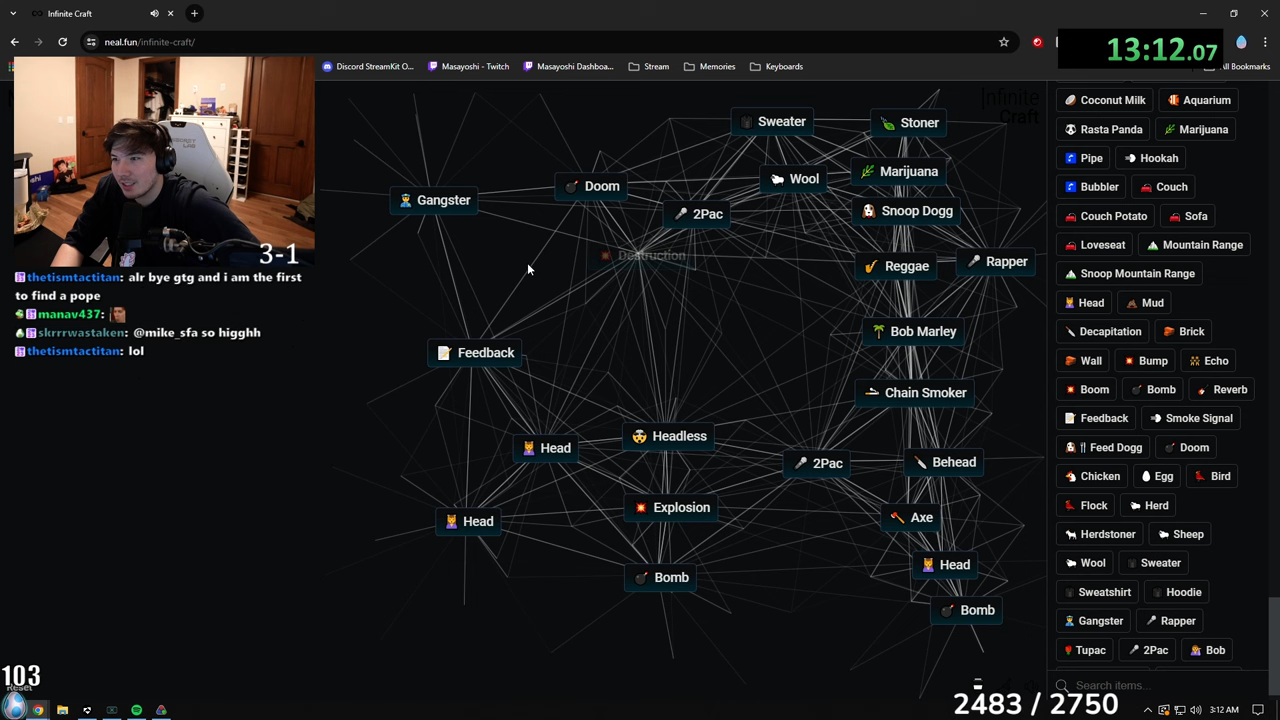 Infinite Craft
neal.fun/infinite-craft/
13:12.07
Discord StreamKit O...
Masayoshi - Twitch
Masayoshi Dashboa...
Stream
Memories
Keyboards
All Bookmarks
3-1
thetismtactitan: alr bye gtg and i am the first
to find a pope
manav437:
skrrrwastaken: @mike_sfa so higghh
thetismtactitan: lol
Infinite
Craft
Sweater
Stoner
Gangster
Doom
Wool
Marijuana
2Pac
Snoop Dogg
Destruction
Reggae
Rapper
Bob Marley
Feedback
Chain Smoker
Head
Headless
2Pac
Behead
Head
Explosion
Axe
Bomb
Head
Bomb
Coconut Milk Aquarium
Rasta Panda Marijuana
Pipe Hookah
Bubbler Couch
Couch Potato Sofa
Loveseat Mountain Range
Snoop Mountain Range
Head Mud
Decapitation Brick
Wall Bump Echo
Boom Bomb Reverb
Feedback Smoke Signal
Feed Dogg Doom
Chicken Egg Bird
Flock Herd
Herdstoner Sheep
Wool Sweater
Sweatshirt Hoodie
Gangster Rapper
Tupac 2Pac Bob
Search items...
103
Reset
2483 / 2750
3:12 AM